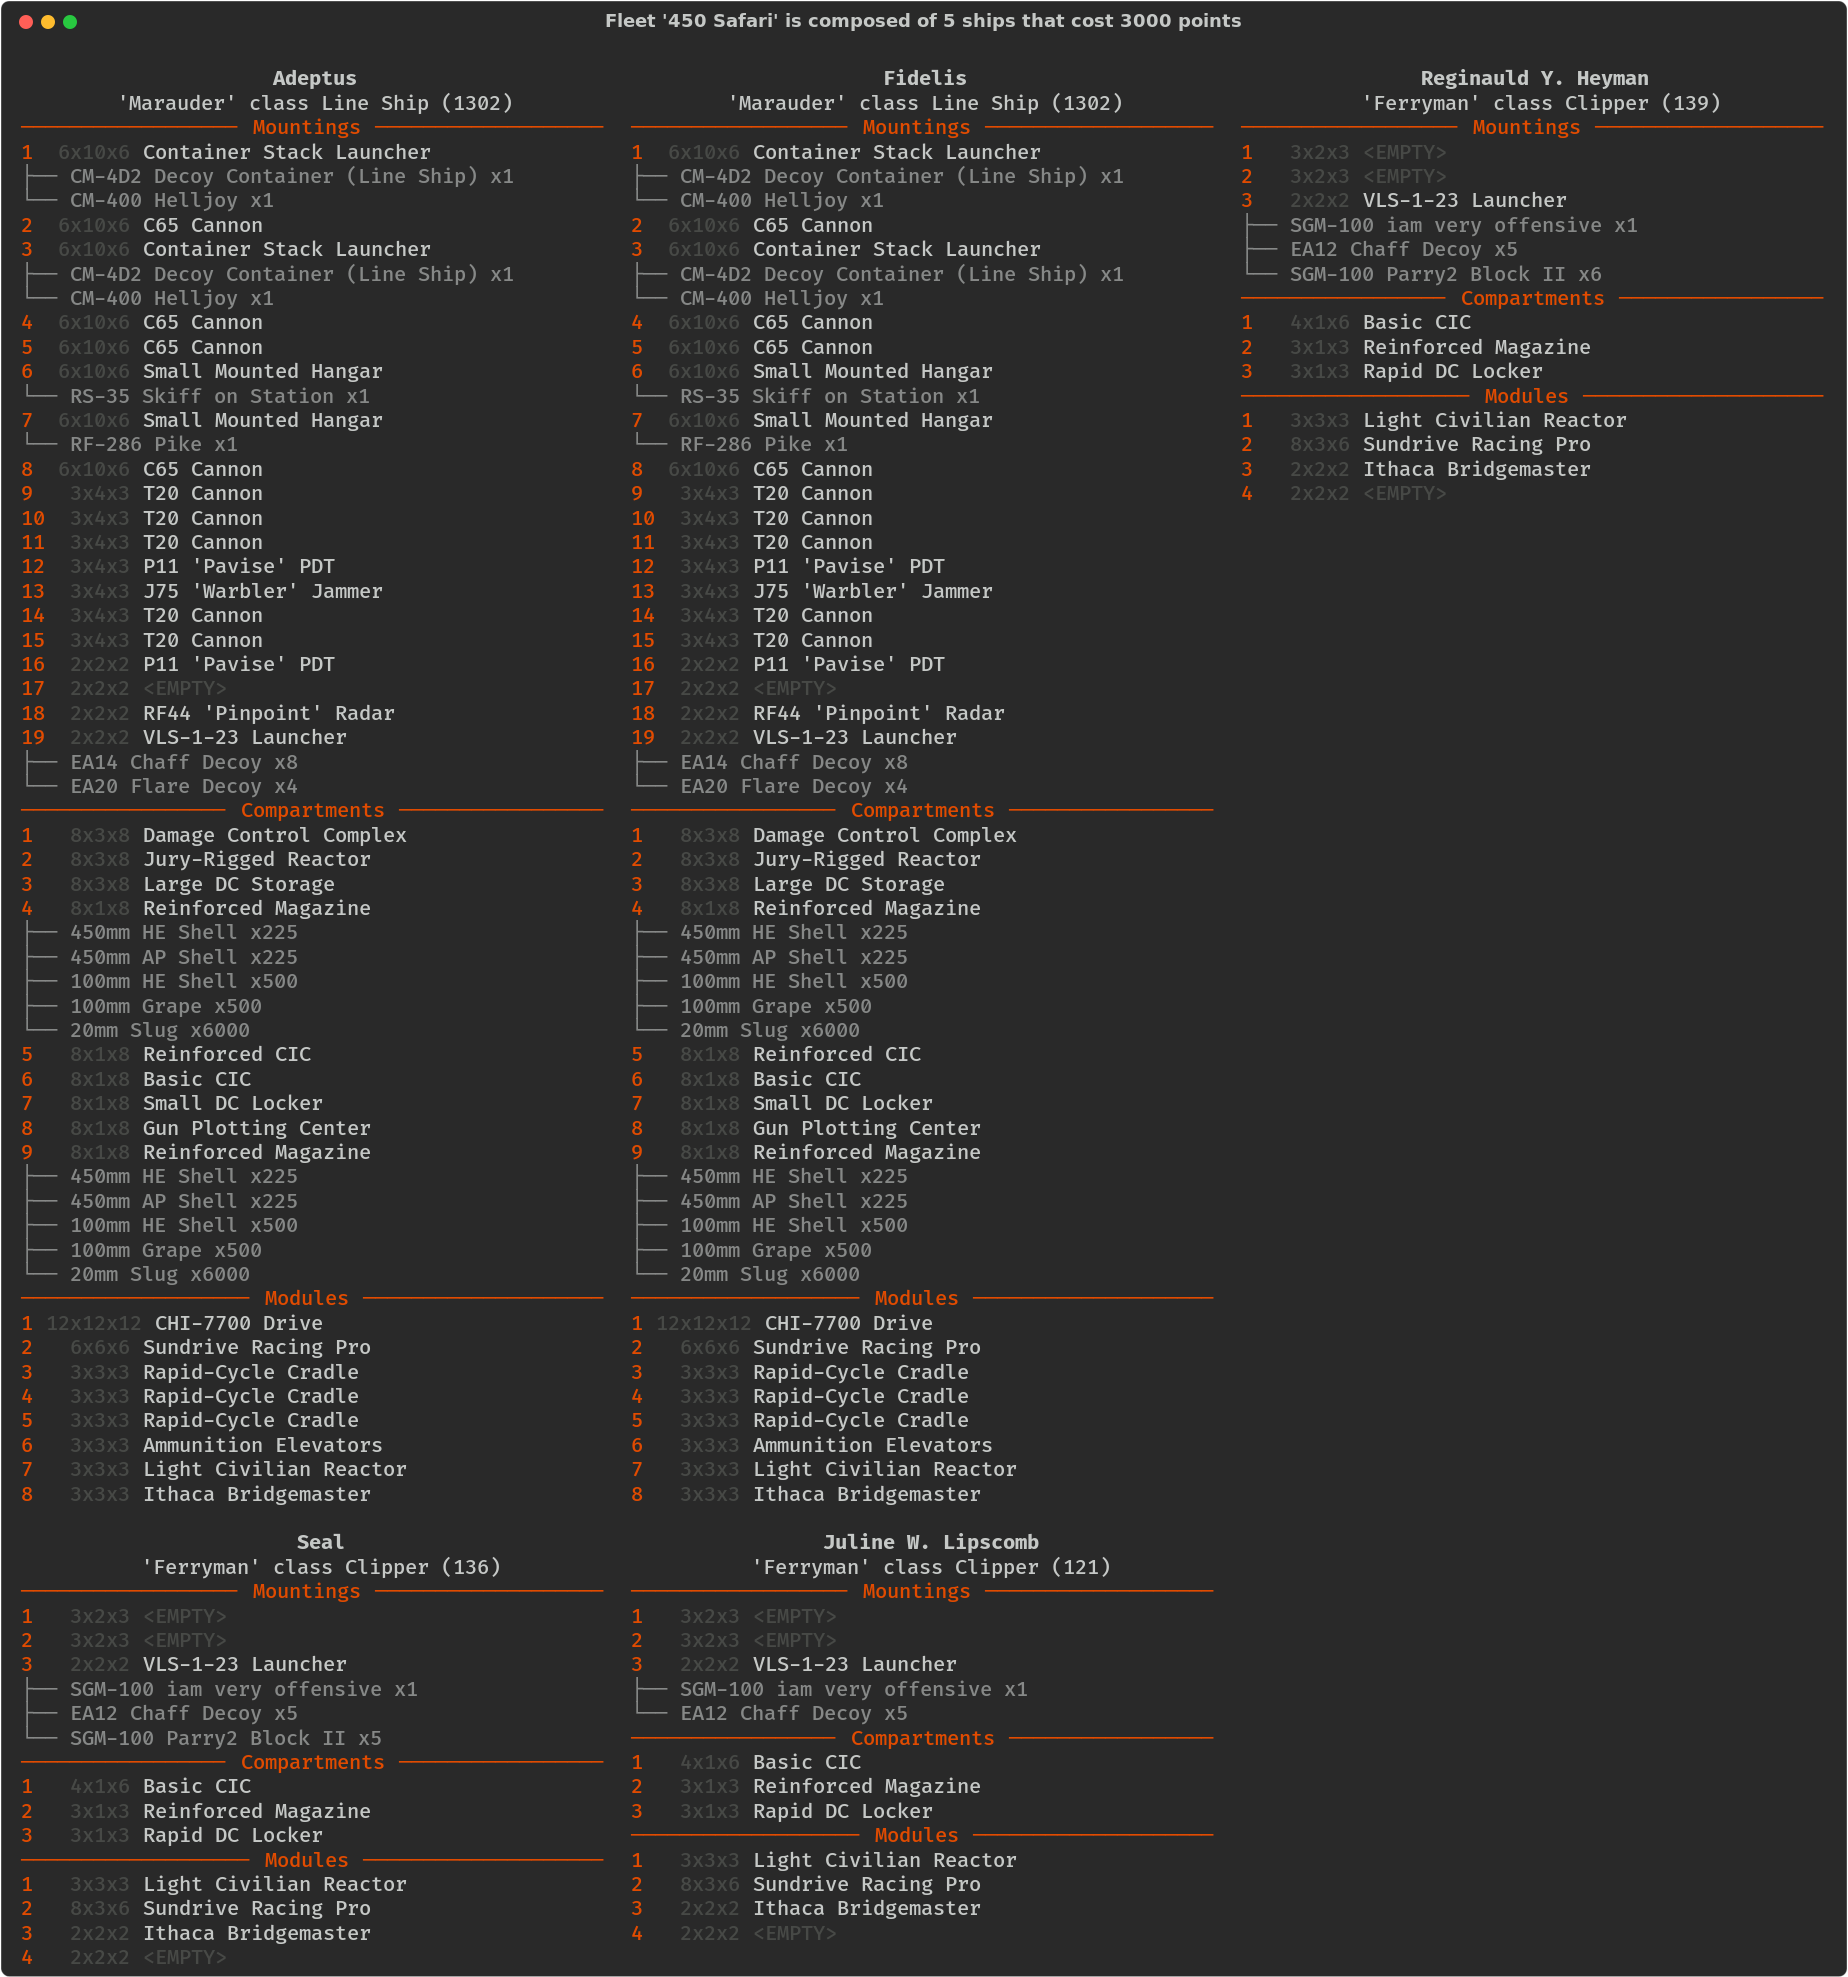 Fleet '450 Safari' is composed of 5 ships that cost 3000 points
Adeptus
'Marauder' class Line Ship (1302)
Mountings
1 6x10x6 Container Stack Launcher
├── CM-4D2 Decoy Container (Line Ship) x1
└── CM-400 Helljoy x1
2 6x10x6 C65 Cannon
3 6x10x6 Container Stack Launcher
├── CM-4D2 Decoy Container (Line Ship) x1
└── CM-400 Helljoy x1
4 6x10x6 C65 Cannon
5 6x10x6 C65 Cannon
6 6x10x6 Small Mounted Hangar
└── RS-35 Skiff on Station x1
7 6x10x6 Small Mounted Hangar
└── RF-286 Pike x1
8 6x10x6 C65 Cannon
9 3x4x3 T20 Cannon
10 3x4x3 T20 Cannon
11 3x4x3 T20 Cannon
12 3x4x3 P11 'Pavise' PDT
13 3x4x3 J75 'Warbler' Jammer
14 3x4x3 T20 Cannon
15 3x4x3 T20 Cannon
16 2x2x2 P11 'Pavise' PDT
17 2x2x2 <EMPTY>
18 2x2x2 RF44 'Pinpoint' Radar
19 2x2x2 VLS-1-23 Launcher
├── EA14 Chaff Decoy x8
└── EA20 Flare Decoy x4
Compartments
1 8x3x8 Damage Control Complex
2 8x3x8 Jury-Rigged Reactor
3 8x3x8 Large DC Storage
4 8x1x8 Reinforced Magazine
├── 450mm HE Shell x225
├── 450mm AP Shell x225
├── 100mm HE Shell x500
├── 100mm Grape x500
└── 20mm Slug x6000
5 8x1x8 Reinforced CIC
6 8x1x8 Basic CIC
7 8x1x8 Small DC Locker
8 8x1x8 Gun Plotting Center
9 8x1x8 Reinforced Magazine
├── 450mm HE Shell x225
├── 450mm AP Shell x225
├── 100mm HE Shell x500
├── 100mm Grape x500
└── 20mm Slug x6000
Modules
1 12x12x12 CHI-7700 Drive
2 6x6x6 Sundrive Racing Pro
3 3x3x3 Rapid-Cycle Cradle
4 3x3x3 Rapid-Cycle Cradle
5 3x3x3 Rapid-Cycle Cradle
6 3x3x3 Ammunition Elevators
7 3x3x3 Light Civilian Reactor
8 3x3x3 Ithaca Bridgemaster
Fidelis
'Marauder' class Line Ship (1302)
Mountings
1 6x10x6 Container Stack Launcher
├── CM-4D2 Decoy Container (Line Ship) x1
└── CM-400 Helljoy x1
2 6x10x6 C65 Cannon
3 6x10x6 Container Stack Launcher
├── CM-4D2 Decoy Container (Line Ship) x1
└── CM-400 Helljoy x1
4 6x10x6 C65 Cannon
5 6x10x6 C65 Cannon
6 6x10x6 Small Mounted Hangar
└── RS-35 Skiff on Station x1
7 6x10x6 Small Mounted Hangar
└── RF-286 Pike x1
8 6x10x6 C65 Cannon
9 3x4x3 T20 Cannon
10 3x4x3 T20 Cannon
11 3x4x3 T20 Cannon
12 3x4x3 P11 'Pavise' PDT
13 3x4x3 J75 'Warbler' Jammer
14 3x4x3 T20 Cannon
15 3x4x3 T20 Cannon
16 2x2x2 P11 'Pavise' PDT
17 2x2x2 <EMPTY>
18 2x2x2 RF44 'Pinpoint' Radar
19 2x2x2 VLS-1-23 Launcher
├── EA14 Chaff Decoy x8
└── EA20 Flare Decoy x4
Compartments
1 8x3x8 Damage Control Complex
2 8x3x8 Jury-Rigged Reactor
3 8x3x8 Large DC Storage
4 8x1x8 Reinforced Magazine
├── 450mm HE Shell x225
├── 450mm AP Shell x225
├── 100mm HE Shell x500
├── 100mm Grape x500
└── 20mm Slug x6000
5 8x1x8 Reinforced CIC
6 8x1x8 Basic CIC
7 8x1x8 Small DC Locker
8 8x1x8 Gun Plotting Center
9 8x1x8 Reinforced Magazine
├── 450mm HE Shell x225
├── 450mm AP Shell x225
├── 100mm HE Shell x500
├── 100mm Grape x500
└── 20mm Slug x6000
Modules
1 12x12x12 CHI-7700 Drive
2 6x6x6 Sundrive Racing Pro
3 3x3x3 Rapid-Cycle Cradle
4 3x3x3 Rapid-Cycle Cradle
5 3x3x3 Rapid-Cycle Cradle
6 3x3x3 Ammunition Elevators
7 3x3x3 Light Civilian Reactor
8 3x3x3 Ithaca Bridgemaster
Reginauld Y. Heyman
'Ferryman' class Clipper (139)
Mountings
1 3x2x3 <EMPTY>
2 3x2x3 <EMPTY>
3 2x2x2 VLS-1-23 Launcher
├── SGM-100 iam very offensive x1
├── EA12 Chaff Decoy x5
└── SGM-100 Parry2 Block II x6
Compartments
1 4x1x6 Basic CIC
2 3x1x3 Reinforced Magazine
3 3x1x3 Rapid DC Locker
Modules
1 3x3x3 Light Civilian Reactor
2 8x3x6 Sundrive Racing Pro
3 2x2x2 Ithaca Bridgemaster
4 2x2x2 <EMPTY>
Seal
'Ferryman' class Clipper (136)
Mountings
1 3x2x3 <EMPTY>
2 3x2x3 <EMPTY>
3 2x2x2 VLS-1-23 Launcher
├── SGM-100 iam very offensive x1
├── EA12 Chaff Decoy x5
└── SGM-100 Parry2 Block II x5
Compartments
1 4x1x6 Basic CIC
2 3x1x3 Reinforced Magazine
3 3x1x3 Rapid DC Locker
Modules
1 3x3x3 Light Civilian Reactor
2 8x3x6 Sundrive Racing Pro
3 2x2x2 Ithaca Bridgemaster
4 2x2x2 <EMPTY>
Juline W. Lipscomb
'Ferryman' class Clipper (121)
Mountings
1 3x2x3 <EMPTY>
2 3x2x3 <EMPTY>
3 2x2x2 VLS-1-23 Launcher
├── SGM-100 iam very offensive x1
└── EA12 Chaff Decoy x5
Compartments
1 4x1x6 Basic CIC
2 3x1x3 Reinforced Magazine
3 3x1x3 Rapid DC Locker
Modules
1 3x3x3 Light Civilian Reactor
2 8x3x6 Sundrive Racing Pro
3 2x2x2 Ithaca Bridgemaster
4 2x2x2 <EMPTY>